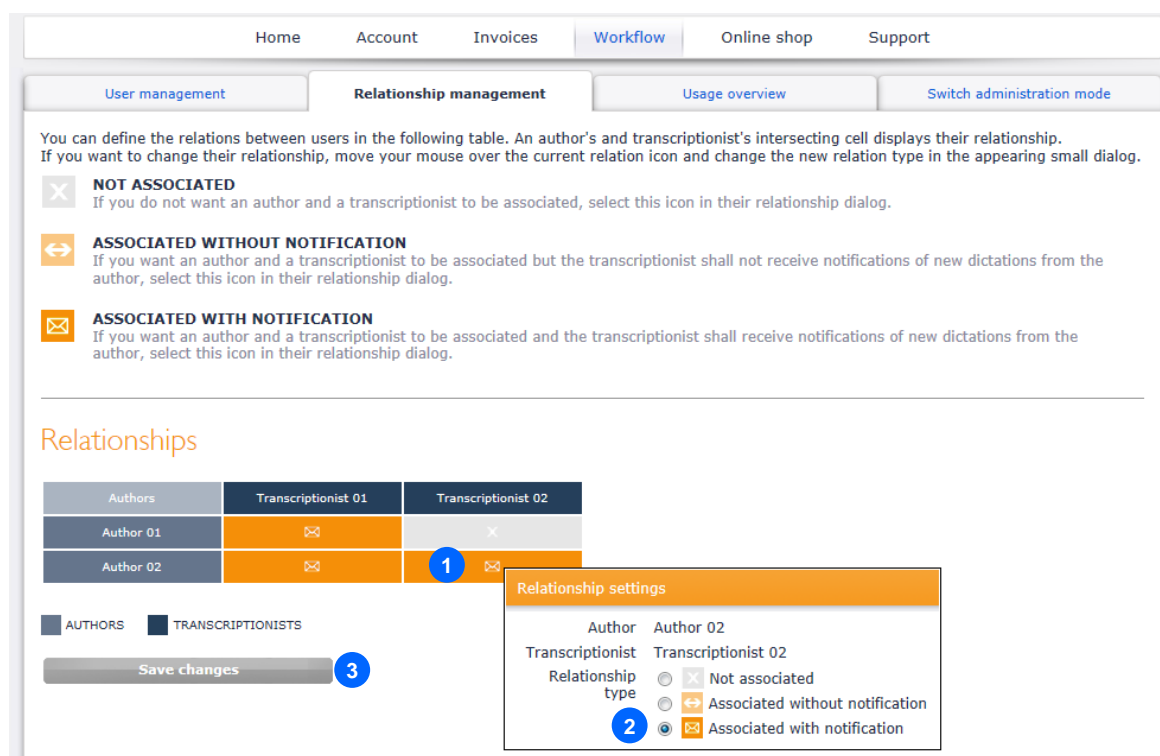 Home Account Invoices Workflow Online shop Support
User management Relationship management Usage overview Switch administration mode
You can define the relations between users in the following table. An author's and transcriptionist's intersecting cell displays their relationship.
If you want to change their relationship, move your mouse over the current relation icon and change the new relation type in the appearing small dialog.
NOT ASSOCIATED
If you do not want an author and a transcriptionist to be associated, select this icon in their relationship dialog.
ASSOCIATED WITHOUT NOTIFICATION
If you want an author and a transcriptionist to be associated but the transcriptionist shall not receive notifications of new dictations from the
author, select this icon in their relationship dialog.
ASSOCIATED WITH NOTIFICATION
If you want an author and a transcriptionist to be associated and the transcriptionist shall receive notifications of new dictations from the
author, select this icon in their relationship dialog.
Relationships
Authors Transcriptionist 01 Transcriptionist 02
Author 01
Author 02
1
AUTHORS TRANSCRIPTIONISTS
Save changes 3
Relationship settings
Author Author 02
Transcriptionist Transcriptionist 02
Relationship Not associated
type
Associated without notification
2 Associated with notification